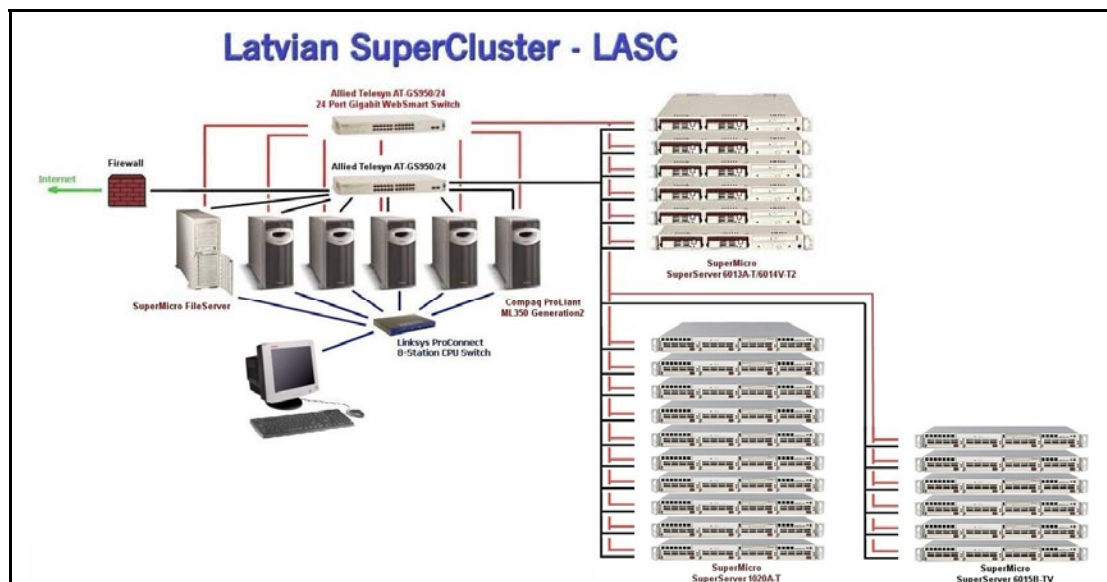 Latvian SuperCluster - LASC
Allied Telesyn AT-GS950/24
24 Port Gigabit WebSmart Switch
Firewall
Internet
Allied Telesyn AT-GS950/24
SuperMicro FileServer
Compaq ProLiant
ML350 Generation2
Linksys ProConnect
8-Station CPU Switch
SuperMicro
SuperServer 6013A-T/6014V-T2
SuperMicro
SuperServer 1020A-T
SuperMicro
SuperServer 6015B-TV